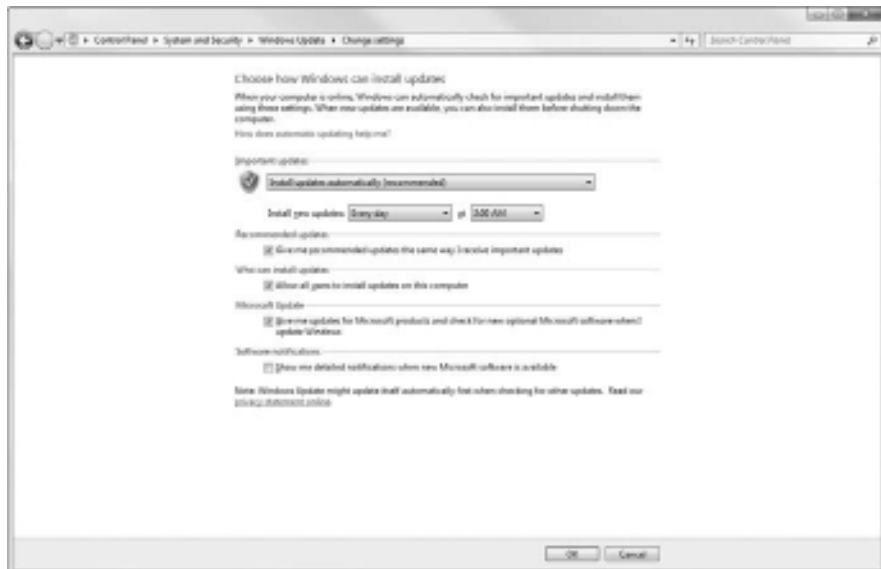 Control Panel ▸ System and Security ▸ Windows Update ▸ Change settings
Search Control Panel
Choose how Windows can install updates
When your computer is online, Windows can automatically check for important updates and install them
using these settings. When new updates are available, you can also install them before shutting down the
computer.
How does automatic updating help me?
Important updates
Install updates automatically (recommended)
Install new updates: Every day at 3:00 AM
Recommended updates
Give me recommended updates the same way I receive important updates
Who can install updates
Allow all users to install updates on this computer
Microsoft Update
Give me updates for Microsoft products and check for new optional Microsoft software when I
update Windows
Software notifications
Show me detailed notifications when new Microsoft software is available
Note: Windows Update might update itself automatically first when checking for other updates. Read our
privacy statement online.
OK Cancel